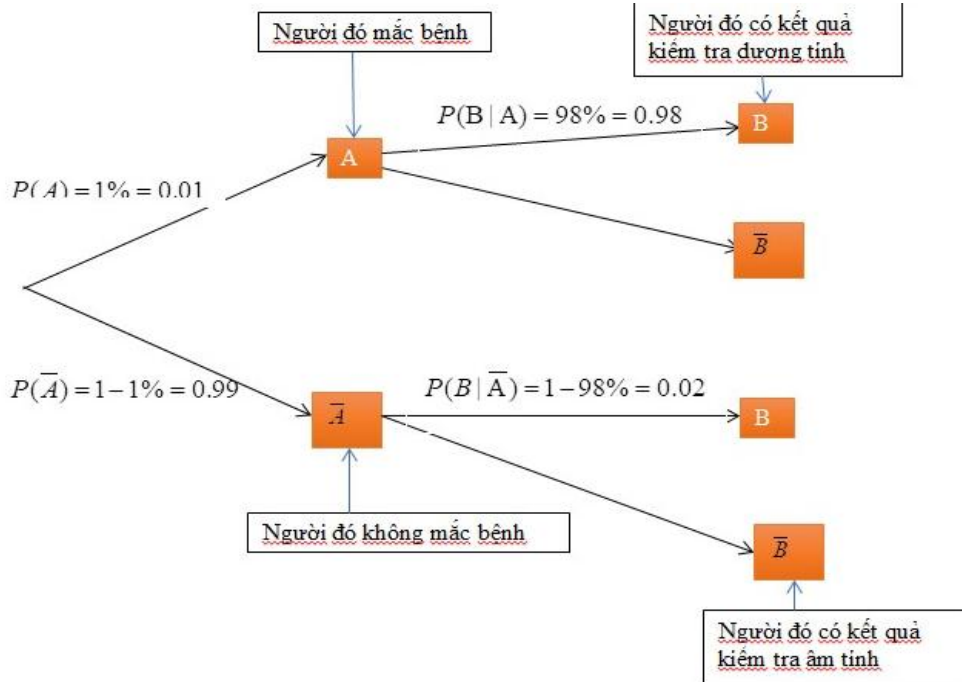 Người đó mắc bệnh
Người đó có kết quả
kiểm tra dương tính
P(B | A) = 98% = 0.98
B
A
P(A) = 1% = 0.01
B̅
P(A̅) = 1 − 1% = 0.99
P(B | A̅) = 1 − 98% = 0.02
A̅
B
Người đó không mắc bệnh
B̅
Người đó có kết quả
kiểm tra âm tính